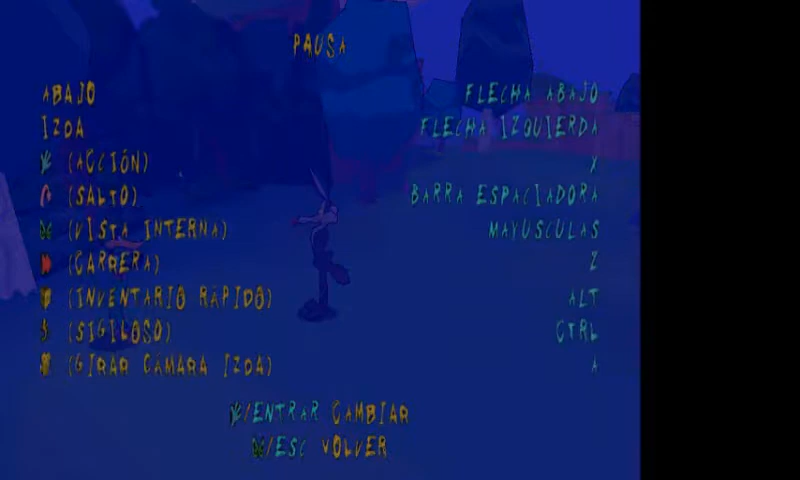 PAUSA
ABAJO FLECHA ABAJO
IZDA FLECHA IZQUIERDA
(ACCIÓN) X
(SALTO) BARRA ESPACIADORA
(VISTA INTERNA) MAYUSCULAS
(CARRERA) Z
(INVENTARIO RÁPIDO) ALT
(SIGILOSO) CTRL
(GIRAR CÁMARA IZDA) A
/ENTRAR CAMBIAR
/ESC VOLVER